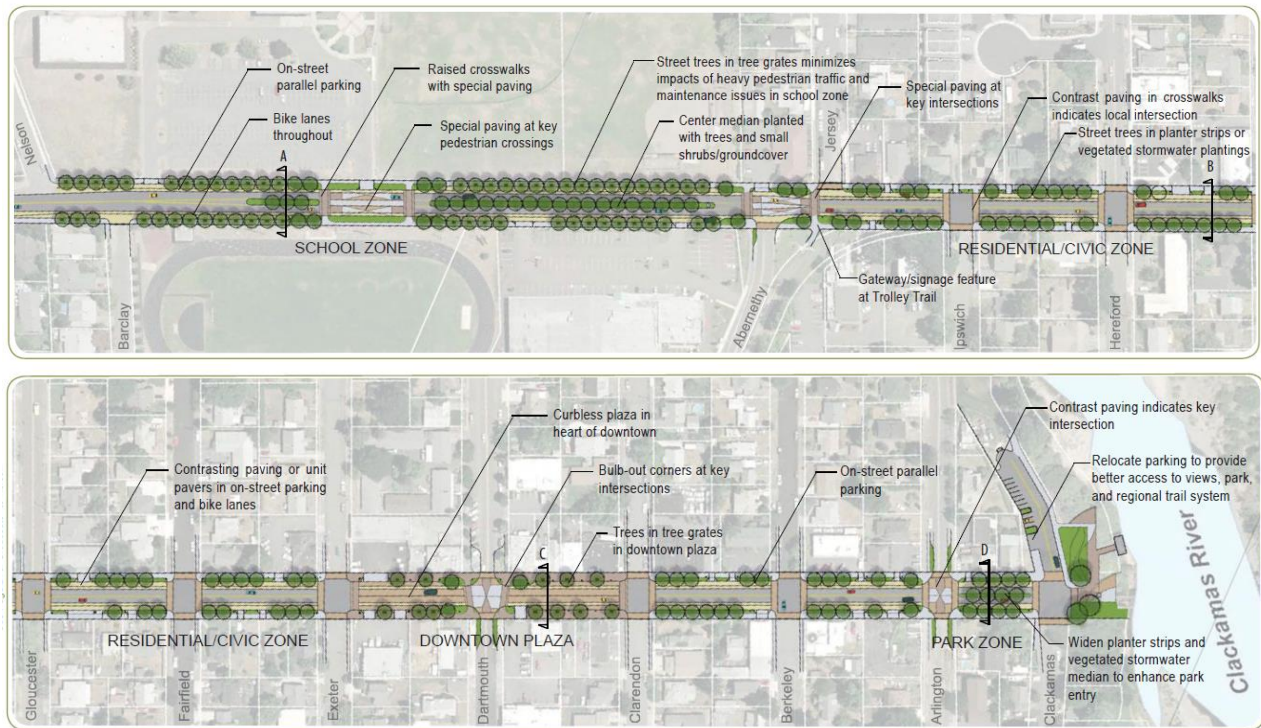 On-street
parallel parking
Bike lanes
throughout
Raised crosswalks
with special paving
Special paving at key
pedestrian crossings
Street trees in tree grates minimizes
impacts of heavy pedestrian traffic and
maintenance issues in school zone
Center median planted
with trees and small
shrubs/groundcover
Special paving at
key intersections
Contrast paving in crosswalks
indicates local intersection
Street trees in planter strips or
vegetated stormwater plantings
Nelson
Jersey
A
B
SCHOOL ZONE
RESIDENTIAL/CIVIC ZONE
Gateway/signage feature
at Trolley Trail
Barclay
Abernethy
Ipswich
Hereford
Curbless plaza in
heart of downtown
Contrast paving indicates key
intersection
Contrasting paving or unit
pavers in on-street parking
and bike lanes
Bulb-out corners at key
intersections
On-street parallel
parking
Relocate parking to provide
better access to views, park,
and regional trail system
Trees in tree grates
in downtown plaza
C
D
RESIDENTIAL/CIVIC ZONE
DOWNTOWN PLAZA
PARK ZONE
Widen planter strips and
vegetated stormwater
median to enhance park
entry
Clackamas River
Gloucester
Fairfield
Exeter
Dartmouth
Clarendon
Berkeley
Arlington
Clackamas